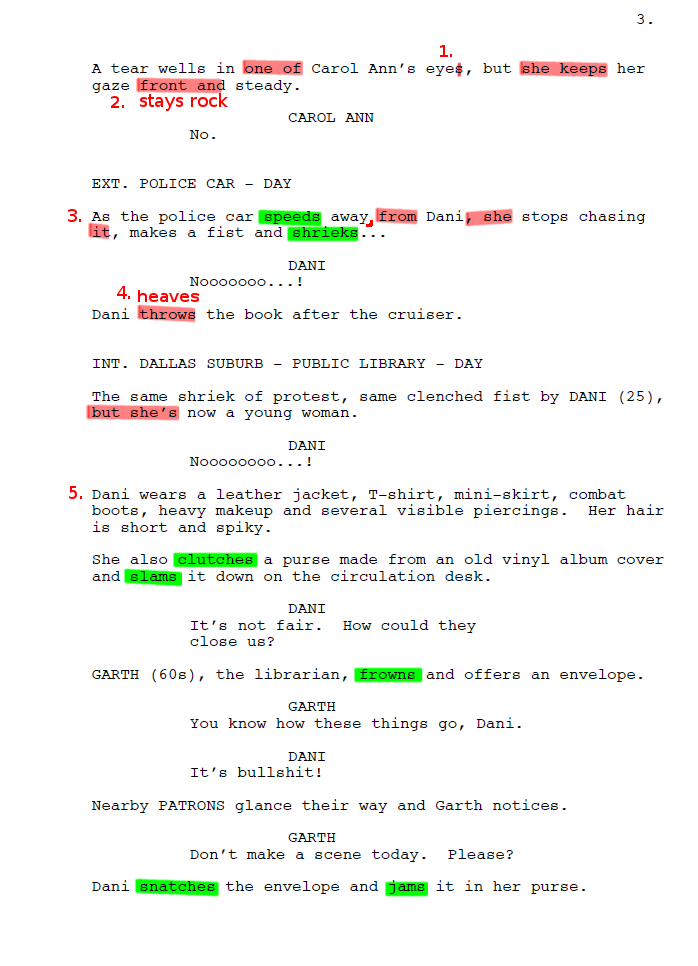 3.
1.
A tear wells in one of Carol Ann's eyes, but she keeps her
gaze front and steady.
2. stays rock
CAROL ANN
No.
EXT. POLICE CAR - DAY
3. As the police car speeds away from Dani, she stops chasing
it, makes a fist and shrieks...
DANI
Nooooooo...!
4. heaves
Dani throws the book after the cruiser.
INT. DALLAS SUBURB - PUBLIC LIBRARY - DAY
The same shriek of protest, same clenched fist by DANI (25),
but she's now a young woman.
DANI
Noooooooo...!
5. Dani wears a leather jacket, T-shirt, mini-skirt, combat
boots, heavy makeup and several visible piercings. Her hair
is short and spiky.
She also clutches a purse made from an old vinyl album cover
and slams it down on the circulation desk.
DANI
It's not fair. How could they
close us?
GARTH (60s), the librarian, frowns and offers an envelope.
GARTH
You know how these things go, Dani.
DANI
It's bullshit!
Nearby PATRONS glance their way and Garth notices.
GARTH
Don't make a scene today. Please?
Dani snatches the envelope and jams it in her purse.